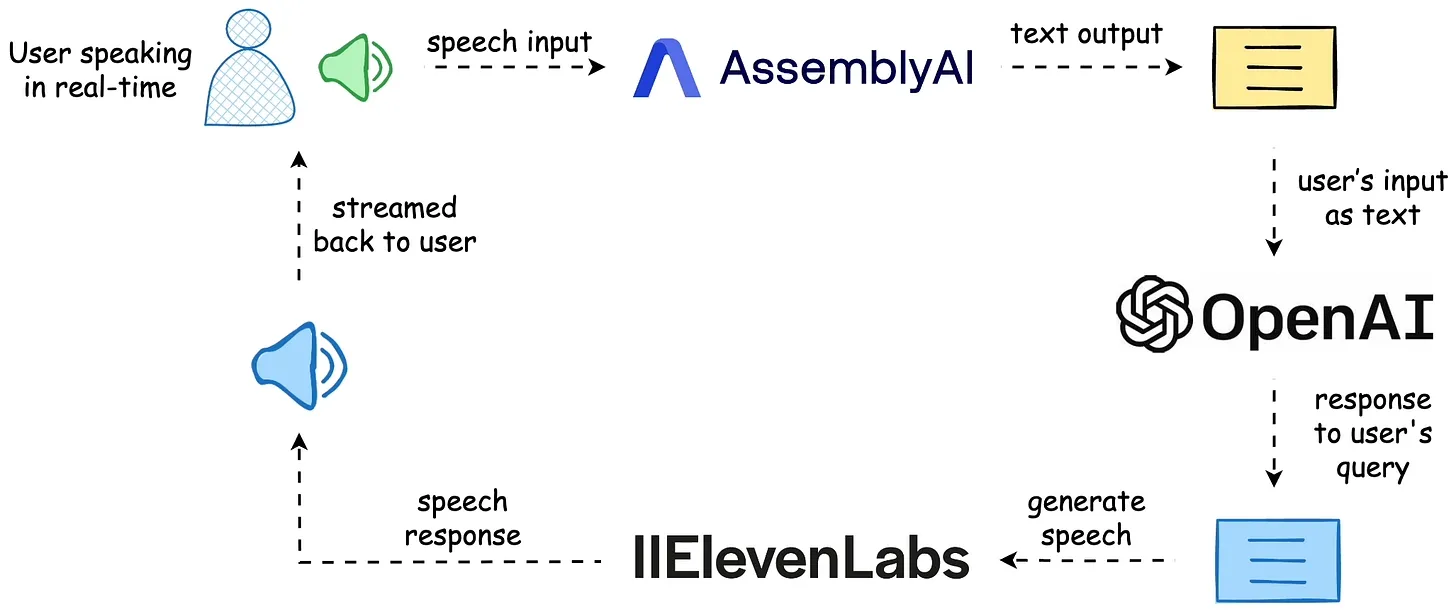 User speaking
in real-time
speech input
AssemblyAI
text output
user's input
as text
OpenAI
response
to user's
query
generate
speech
IIElevenLabs
speech
response
streamed
back to user